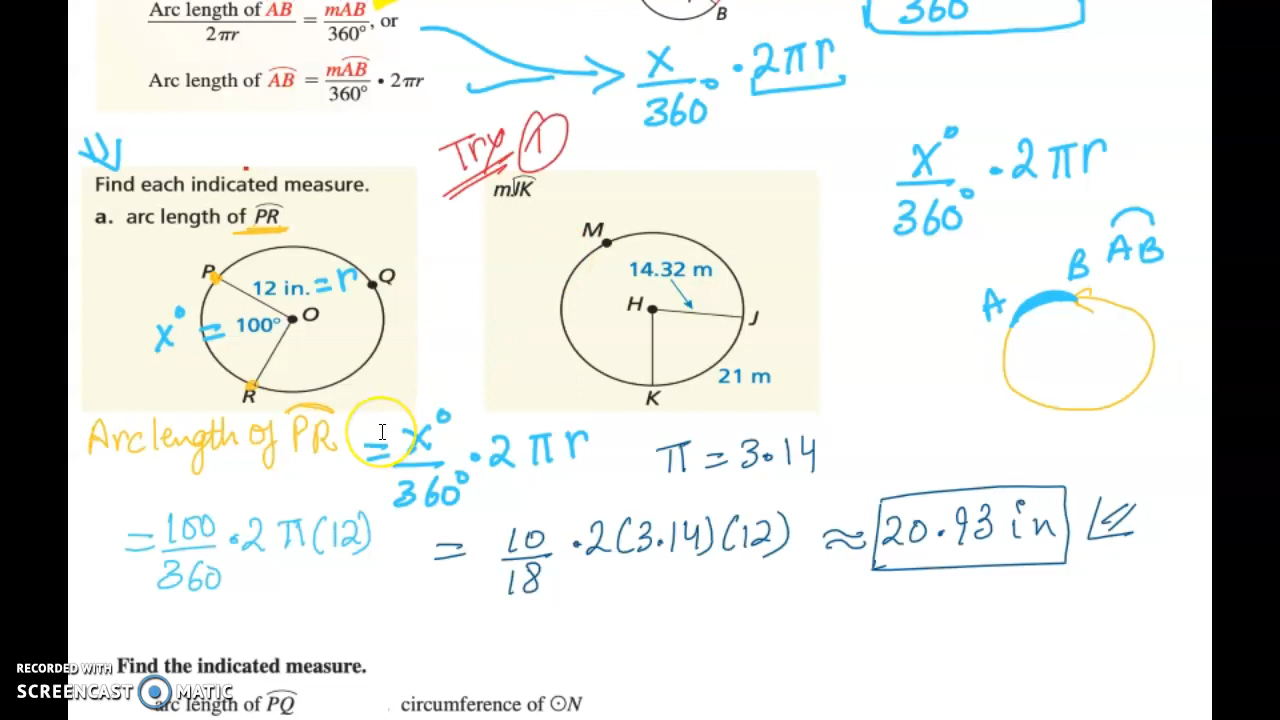 Arc length of AB / 2πr = mAB / 360°, or
B
360
Arc length of AB = mAB / 360° • 2πr
x / 360° • 2πr
Try 1
x° / 360° • 2πr
Find each indicated measure.
a. arc length of PR
mJK
P
12 in. = r
Q
x° = 100°
O
R
M
14.32 m
H
J
21 m
K
AB
B
A
Arc length of PR = x° / 360° • 2πr
π = 3.14
= 100 / 360 • 2π(12)
= 10 / 18 • 2(3.14)(12) ≈ 20.93 in
Find the indicated measure.
arc length of PQ
circumference of ⊙N
RECORDED WITH
SCREENCAST MATIC